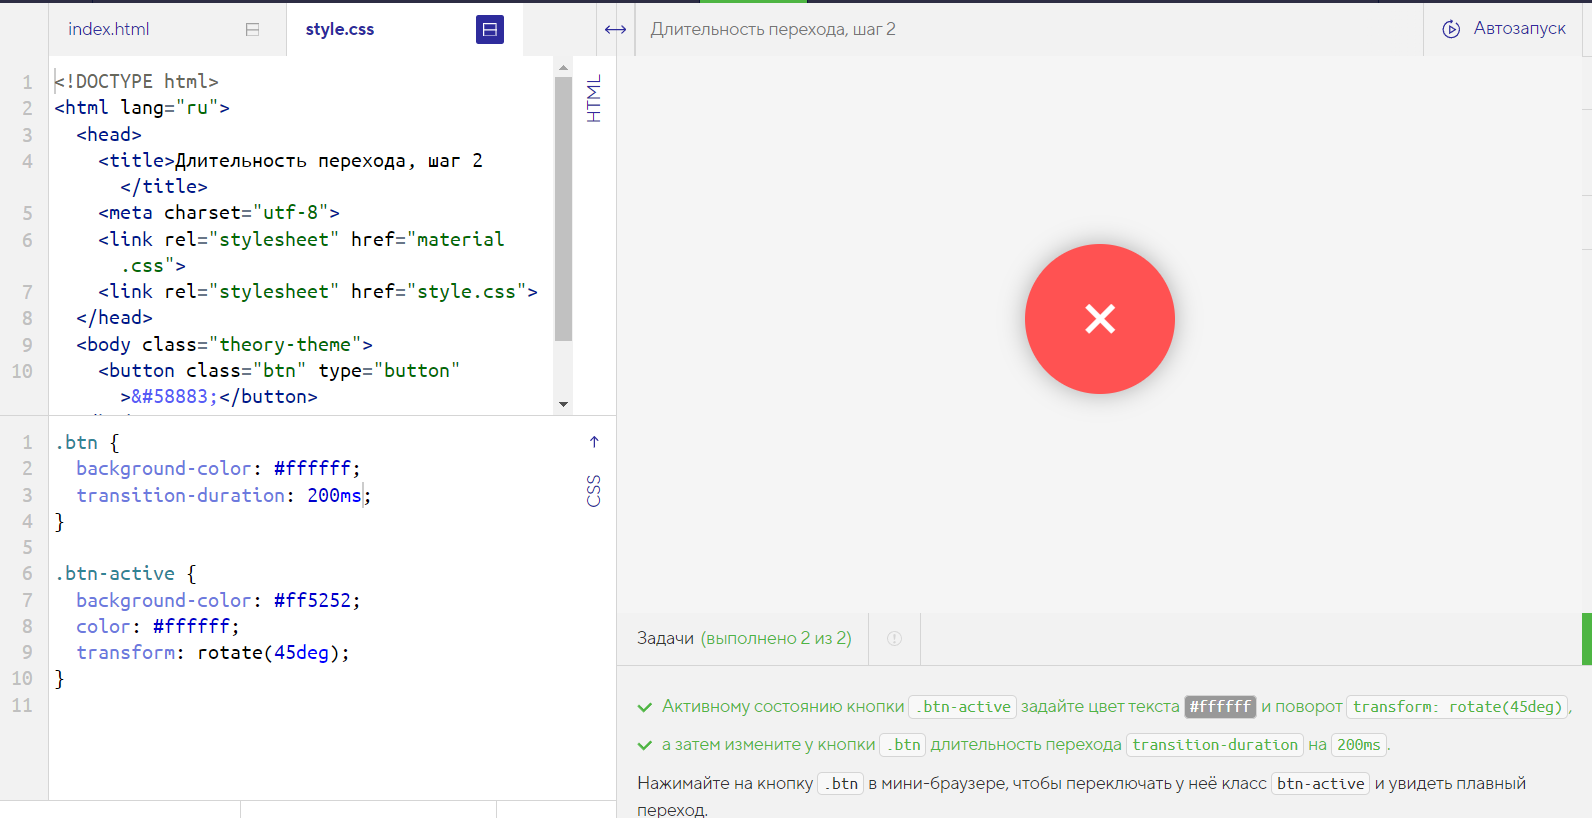 index.html
style.css
Длительность перехода, шаг 2
Автозапуск
1 <!DOCTYPE html>
2 <html lang="ru">
3 <head>
4 <title>Длительность перехода, шаг 2
</title>
5 <meta charset="utf-8">
6 <link rel="stylesheet" href="material
.css">
7 <link rel="stylesheet" href="style.css">
8 </head>
9 <body class="theory-theme">
10 <button class="btn" type="button"
>&#58883;</button>
HTML
1 .btn {
2 background-color: #ffffff;
3 transition-duration: 200ms;
4 }
5
6 .btn-active {
7 background-color: #ff5252;
8 color: #ffffff;
9 transform: rotate(45deg);
10 }
11
CSS
Задачи (выполнено 2 из 2)
Активному состоянию кнопки .btn-active задайте цвет текста #ffffff и поворот transform: rotate(45deg),
а затем измените у кнопки .btn длительность перехода transition-duration на 200ms.
Нажимайте на кнопку .btn в мини-браузере, чтобы переключать у неё класс btn-active и увидеть плавный
переход.